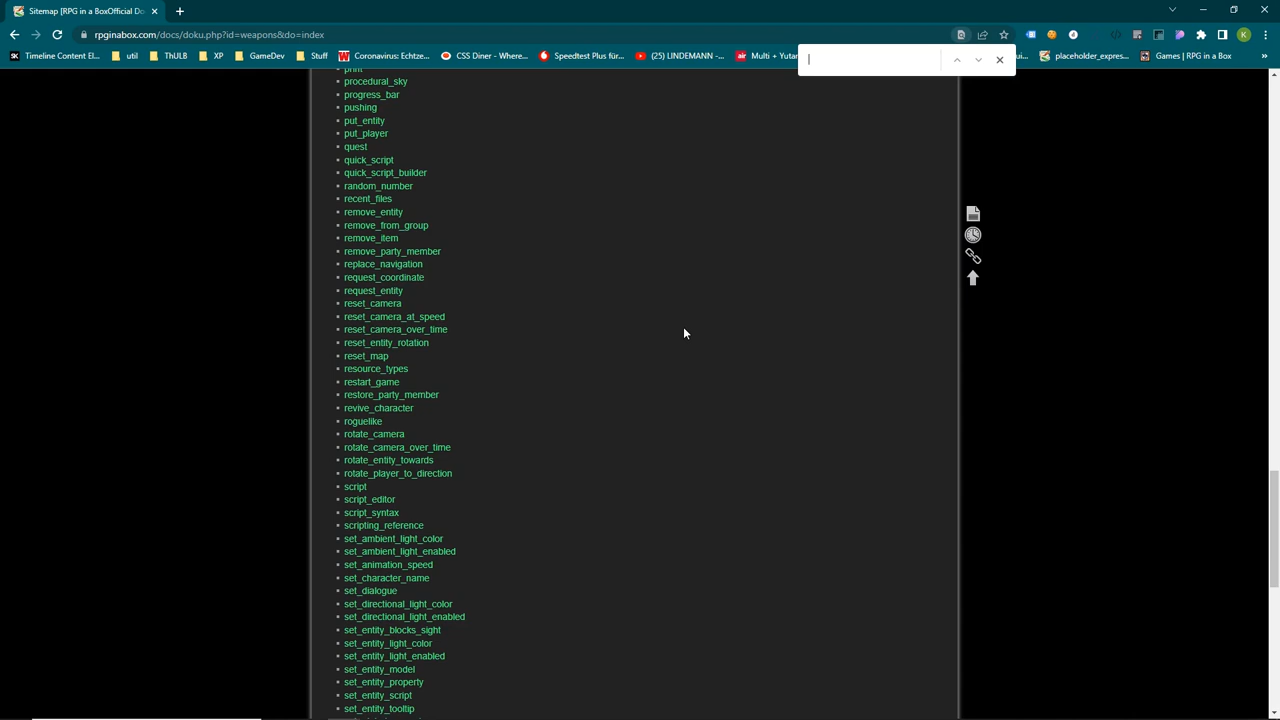 Sitemap [RPG in a BoxOfficial Do
rpginabox.com/docs/doku.php?id=weapons&do=index
Timeline Content El...
util
ThULB
XP
GameDev
Stuff
Coronavirus: Echtze...
CSS Diner - Where...
Speedtest Plus für...
(25) LINDEMANN -...
Multi + Yutar
placeholder_expres...
Games | RPG in a Box
print
procedural_sky
progress_bar
pushing
put_entity
put_player
quest
quick_script
quick_script_builder
random_number
recent_files
remove_entity
remove_from_group
remove_item
remove_party_member
replace_navigation
request_coordinate
request_entity
reset_camera
reset_camera_at_speed
reset_camera_over_time
reset_entity_rotation
reset_map
resource_types
restart_game
restore_party_member
revive_character
roguelike
rotate_camera
rotate_camera_over_time
rotate_entity_towards
rotate_player_to_direction
script
script_editor
script_syntax
scripting_reference
set_ambient_light_color
set_ambient_light_enabled
set_animation_speed
set_character_name
set_dialogue
set_directional_light_color
set_directional_light_enabled
set_entity_blocks_sight
set_entity_light_color
set_entity_light_enabled
set_entity_model
set_entity_property
set_entity_script
set_entity_tooltip